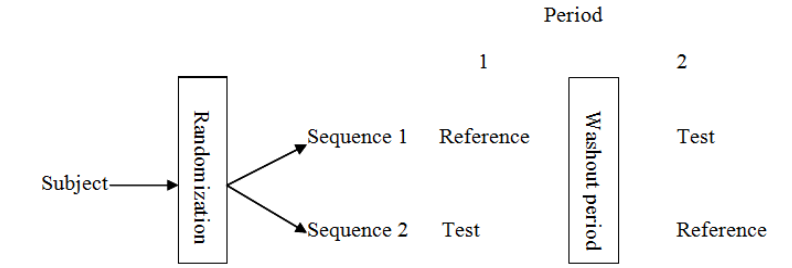 Period
1 2
Randomization
Washout period
Sequence 1 Reference Test
Subject
Sequence 2 Test Reference